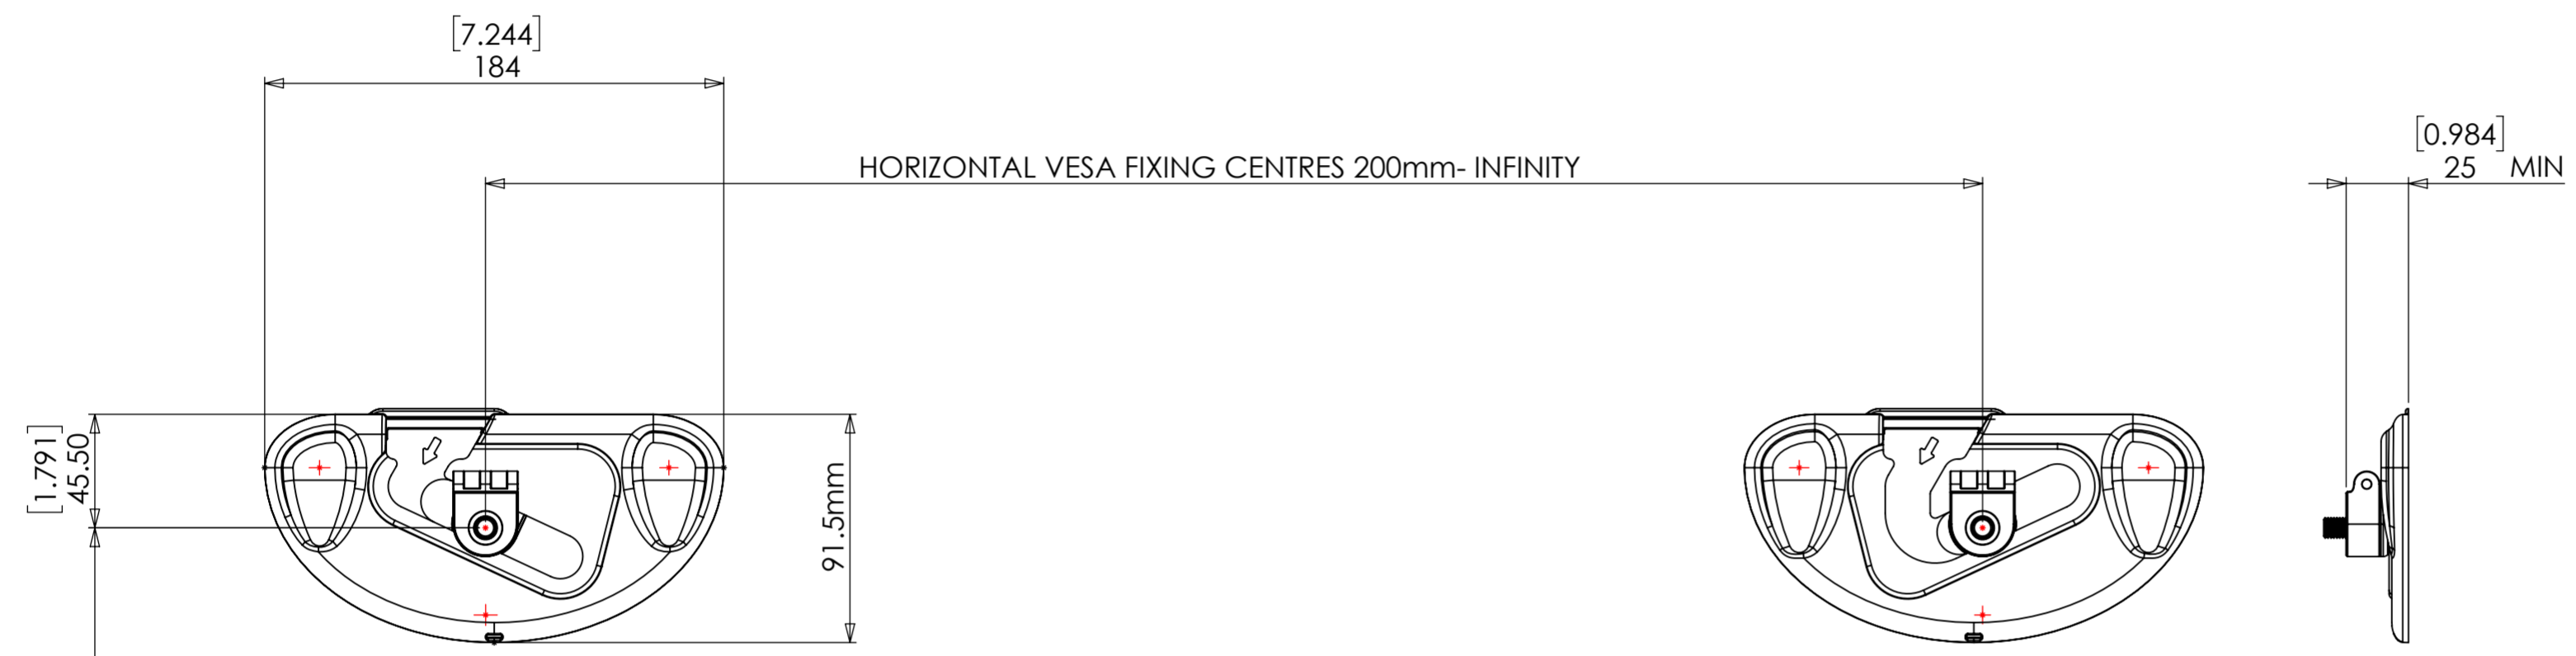 [7.244]
184
HORIZONTAL VESA FIXING CENTRES 200mm- INFINITY
[0.984]
25 MIN
[1.791]
45.50
91.5mm